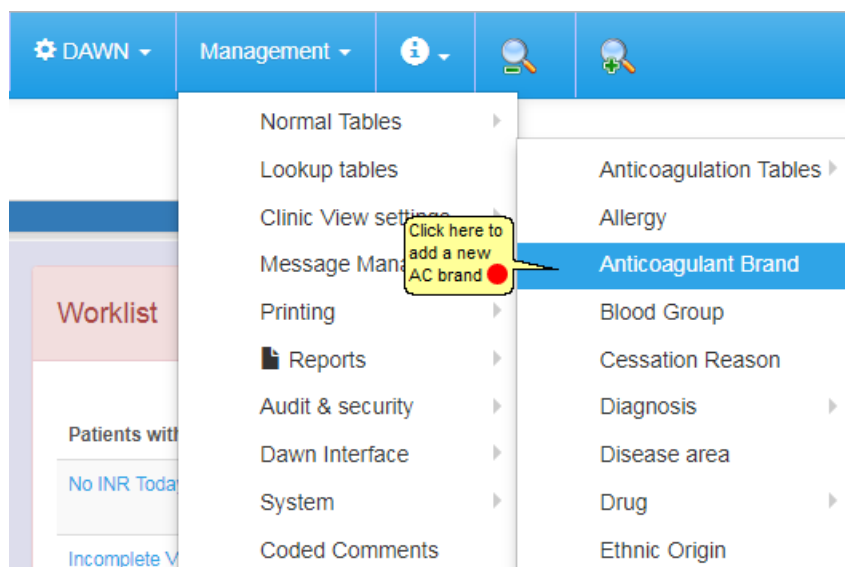 DAWN
Management
Normal Tables
Lookup tables
Clinic View settings
Message Mana
Printing
Reports
Audit & security
Dawn Interface
System
Coded Comments
Click here to
add a new
AC brand
Anticoagulation Tables
Allergy
Anticoagulant Brand
Blood Group
Cessation Reason
Diagnosis
Disease area
Drug
Ethnic Origin
Worklist
Patients with
No INR Today
Incomplete V